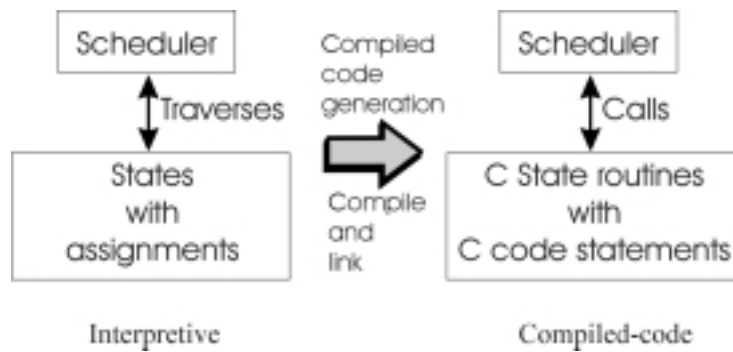 Scheduler
Traverses
States
with
assignments
Interpretive
Compiled
code
generation
Compile
and
link
Scheduler
Calls
C State routines
with
C code statements
Compiled-code